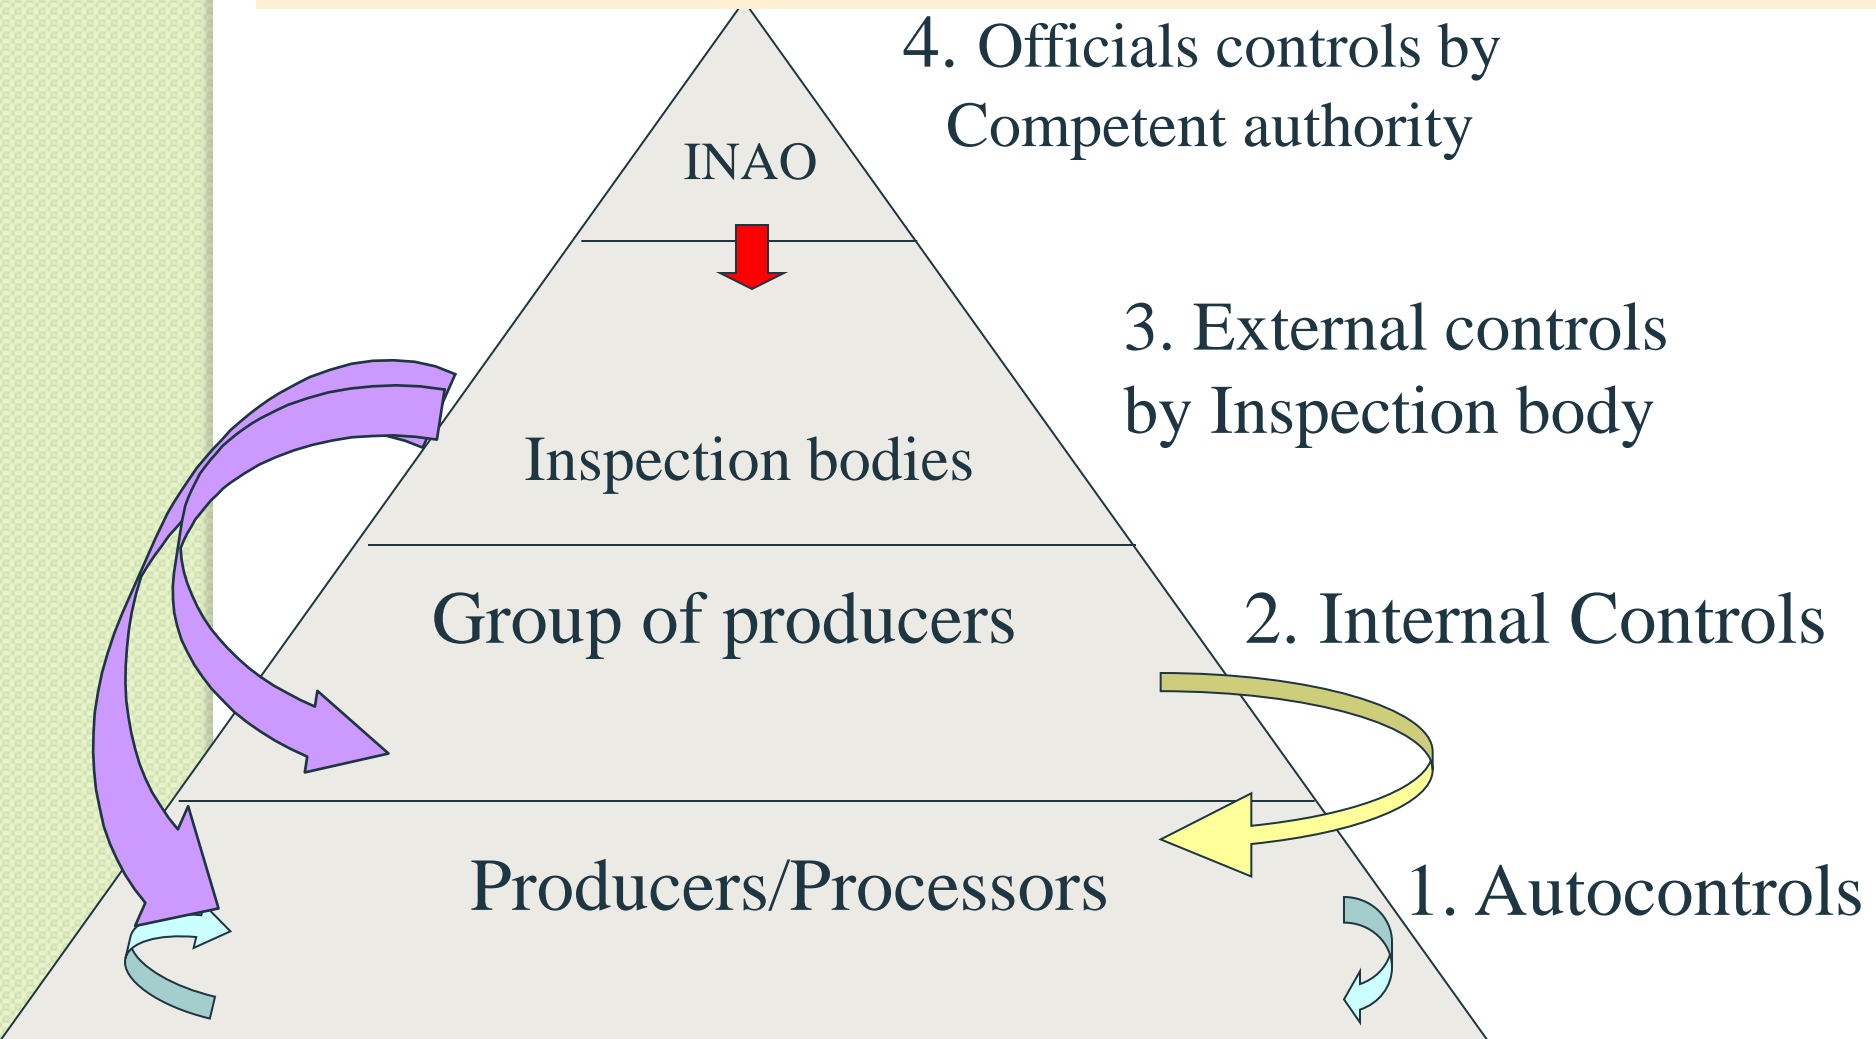 4. Officials controls by
Competent authority
INAO
3. External controls
by Inspection body
Inspection bodies
Group of producers
2. Internal Controls
Producers/Processors
1. Autocontrols